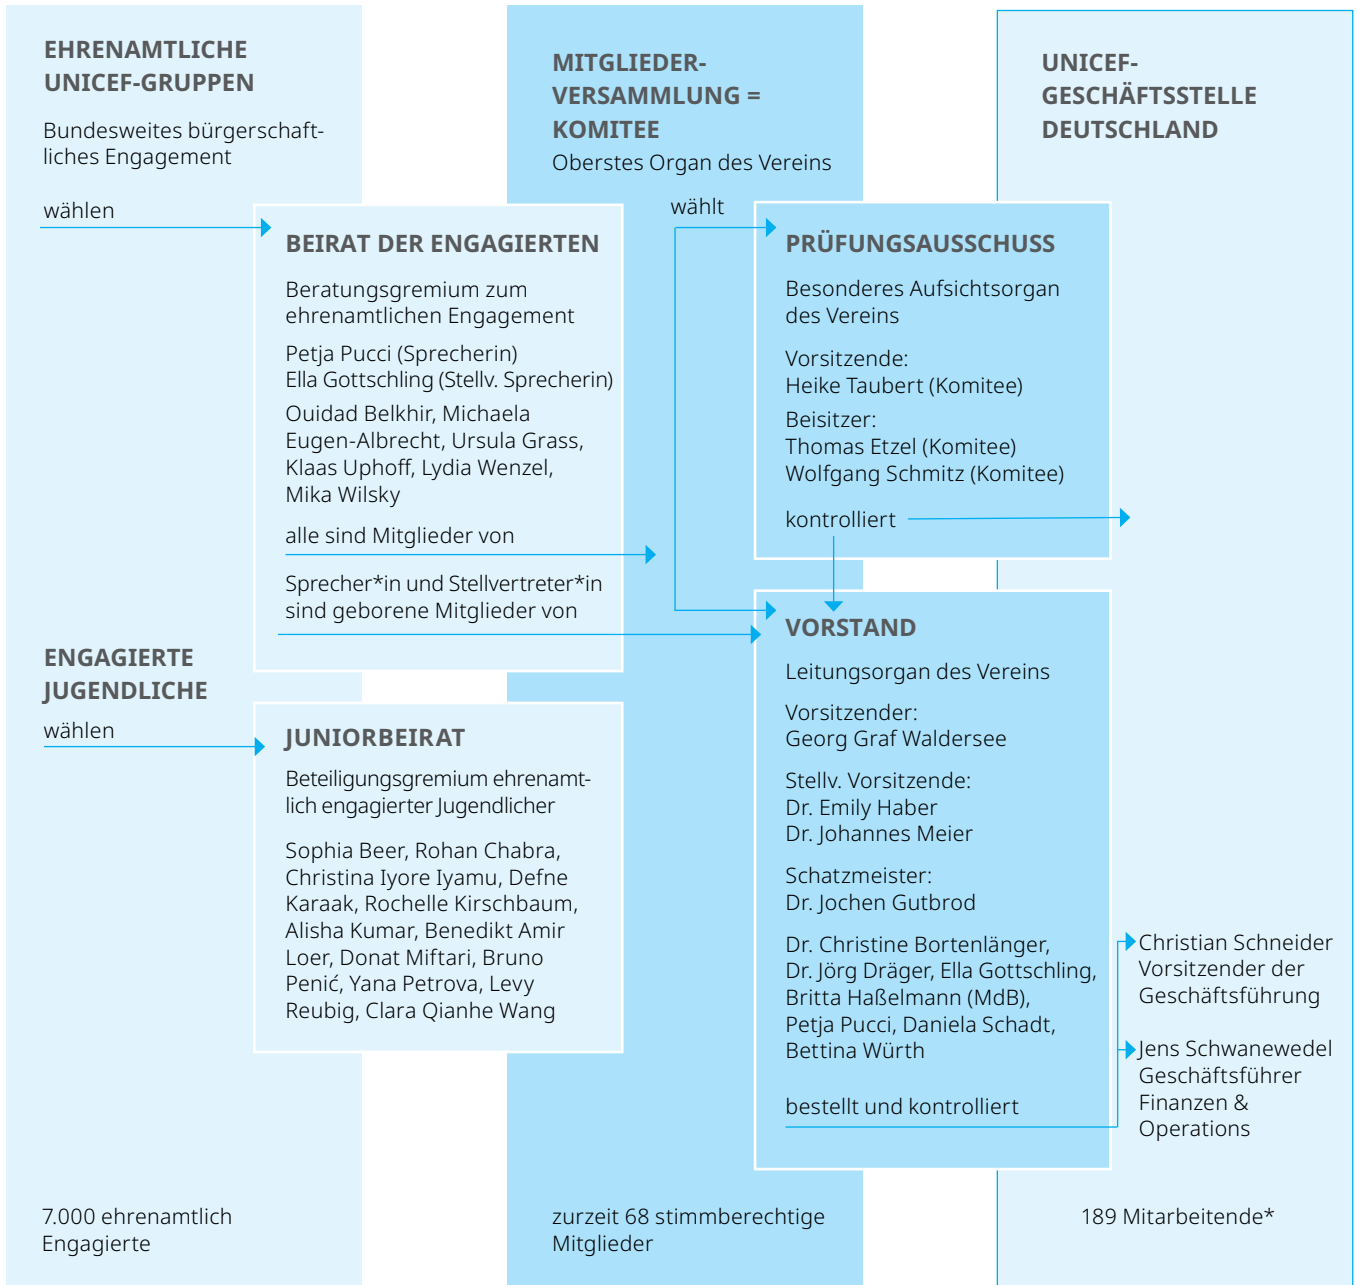 EHRENAMTLICHE
UNICEF-GRUPPEN
Bundesweites bürgerschaft-
liches Engagement
wählen
BEIRAT DER ENGAGIERTEN
Beratungsgremium zum
ehrenamtlichen Engagement
Petja Pucci (Sprecherin)
Ella Gottschling (Stellv. Sprecherin)
Ouidad Belkhir, Michaela
Eugen-Albrecht, Ursula Grass,
Klaas Uphoff, Lydia Wenzel,
Mika Wilsky
alle sind Mitglieder von
Sprecher*in und Stellvertreter*in
sind geborene Mitglieder von
ENGAGIERTE
JUGENDLICHE
wählen
JUNIORBEIRAT
Beteiligungsgremium ehrenamt-
lich engagierter Jugendlicher
Sophia Beer, Rohan Chabra,
Christina Iyore Iyamu, Defne
Karaak, Rochelle Kirschbaum,
Alisha Kumar, Benedikt Amir
Loer, Donat Miftari, Bruno
Penić, Yana Petrova, Levy
Reubig, Clara Qianhe Wang
7.000 ehrenamtlich
Engagierte
MITGLIEDER-
VERSAMMLUNG =
KOMITEE
Oberstes Organ des Vereins
wählt
PRÜFUNGSAUSSCHUSS
Besonderes Aufsichtsorgan
des Vereins
Vorsitzende:
Heike Taubert (Komitee)
Beisitzer:
Thomas Etzel (Komitee)
Wolfgang Schmitz (Komitee)
kontrolliert
VORSTAND
Leitungsorgan des Vereins
Vorsitzender:
Georg Graf Waldersee
Stellv. Vorsitzende:
Dr. Emily Haber
Dr. Johannes Meier
Schatzmeister:
Dr. Jochen Gutbrod
Dr. Christine Bortenlänger,
Dr. Jörg Dräger, Ella Gottschling,
Britta Haßelmann (MdB),
Petja Pucci, Daniela Schadt,
Bettina Würth
bestellt und kontrolliert
zurzeit 68 stimmberechtige
Mitglieder
UNICEF-
GESCHÄFTSSTELLE
DEUTSCHLAND
Christian Schneider
Vorsitzender der
Geschäftsführung
Jens Schwanewedel
Geschäftsführer
Finanzen &
Operations
189 Mitarbeitende*